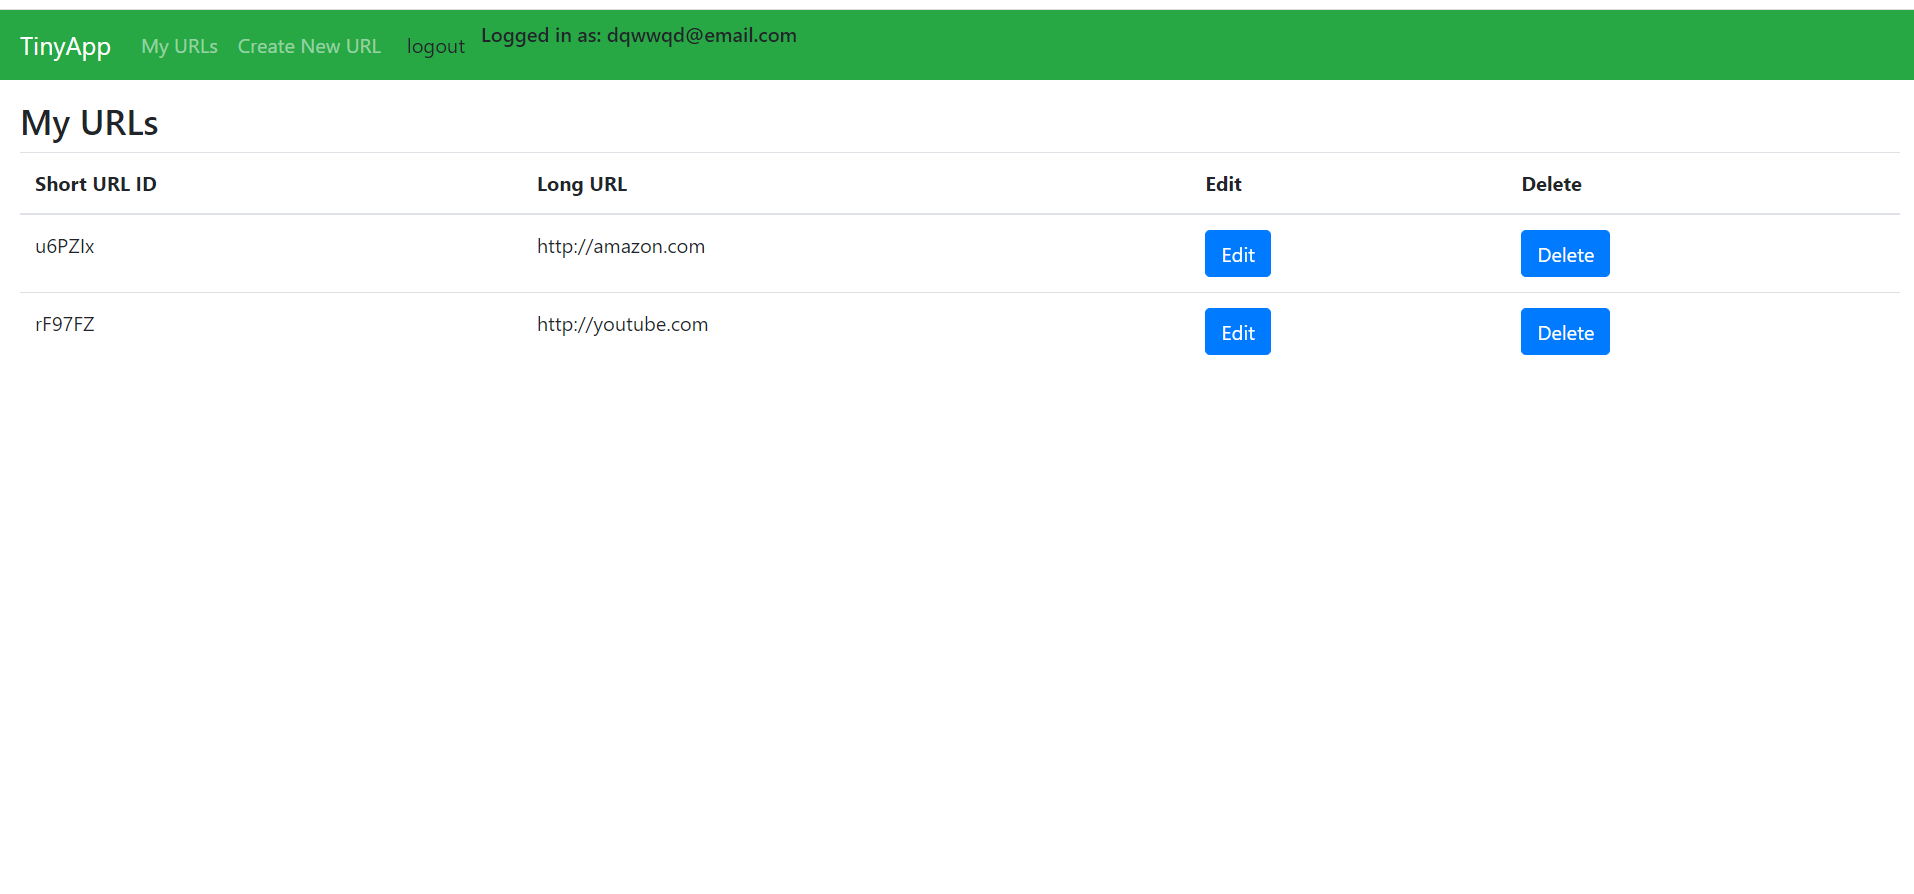 TinyApp My URLs Create New URL logout Logged in as: dqwwqd@email.com
My URLs
Short URL ID Long URL Edit Delete
u6PZIx http://amazon.com Edit Delete
rF97FZ http://youtube.com Edit Delete